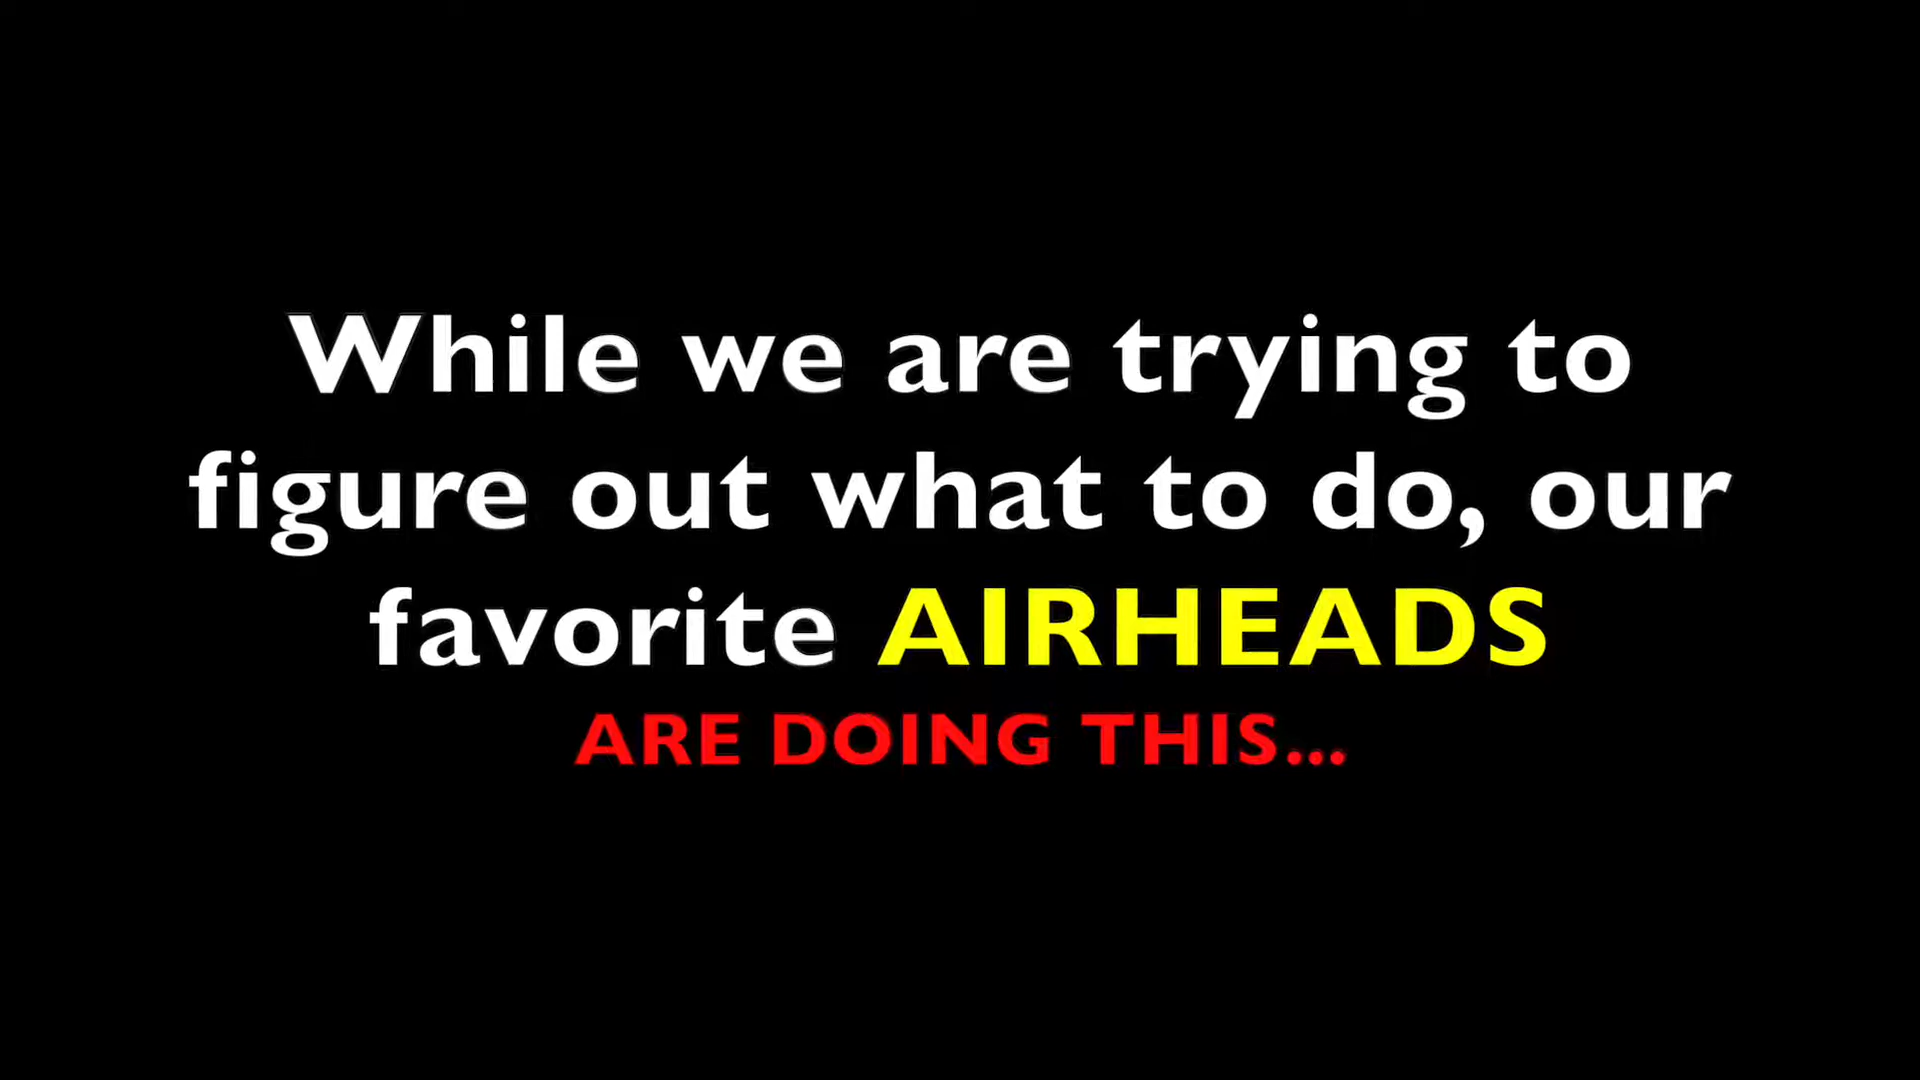 While we are trying to
figure out what to do, our
favorite AIRHEADS
ARE DOING THIS...